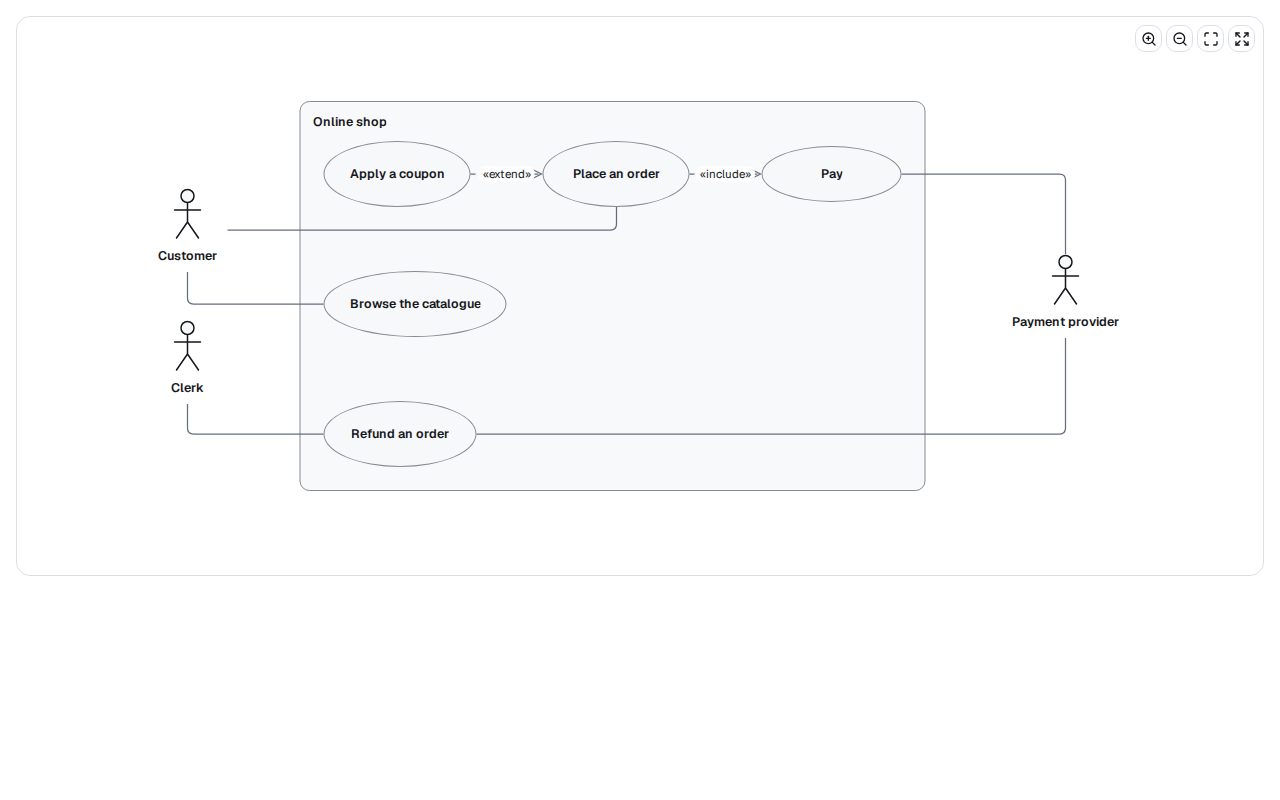 Online shop
Apply a coupon
«extend»
Place an order
«include»
Pay
Customer
Browse the catalogue
Payment provider
Clerk
Refund an order